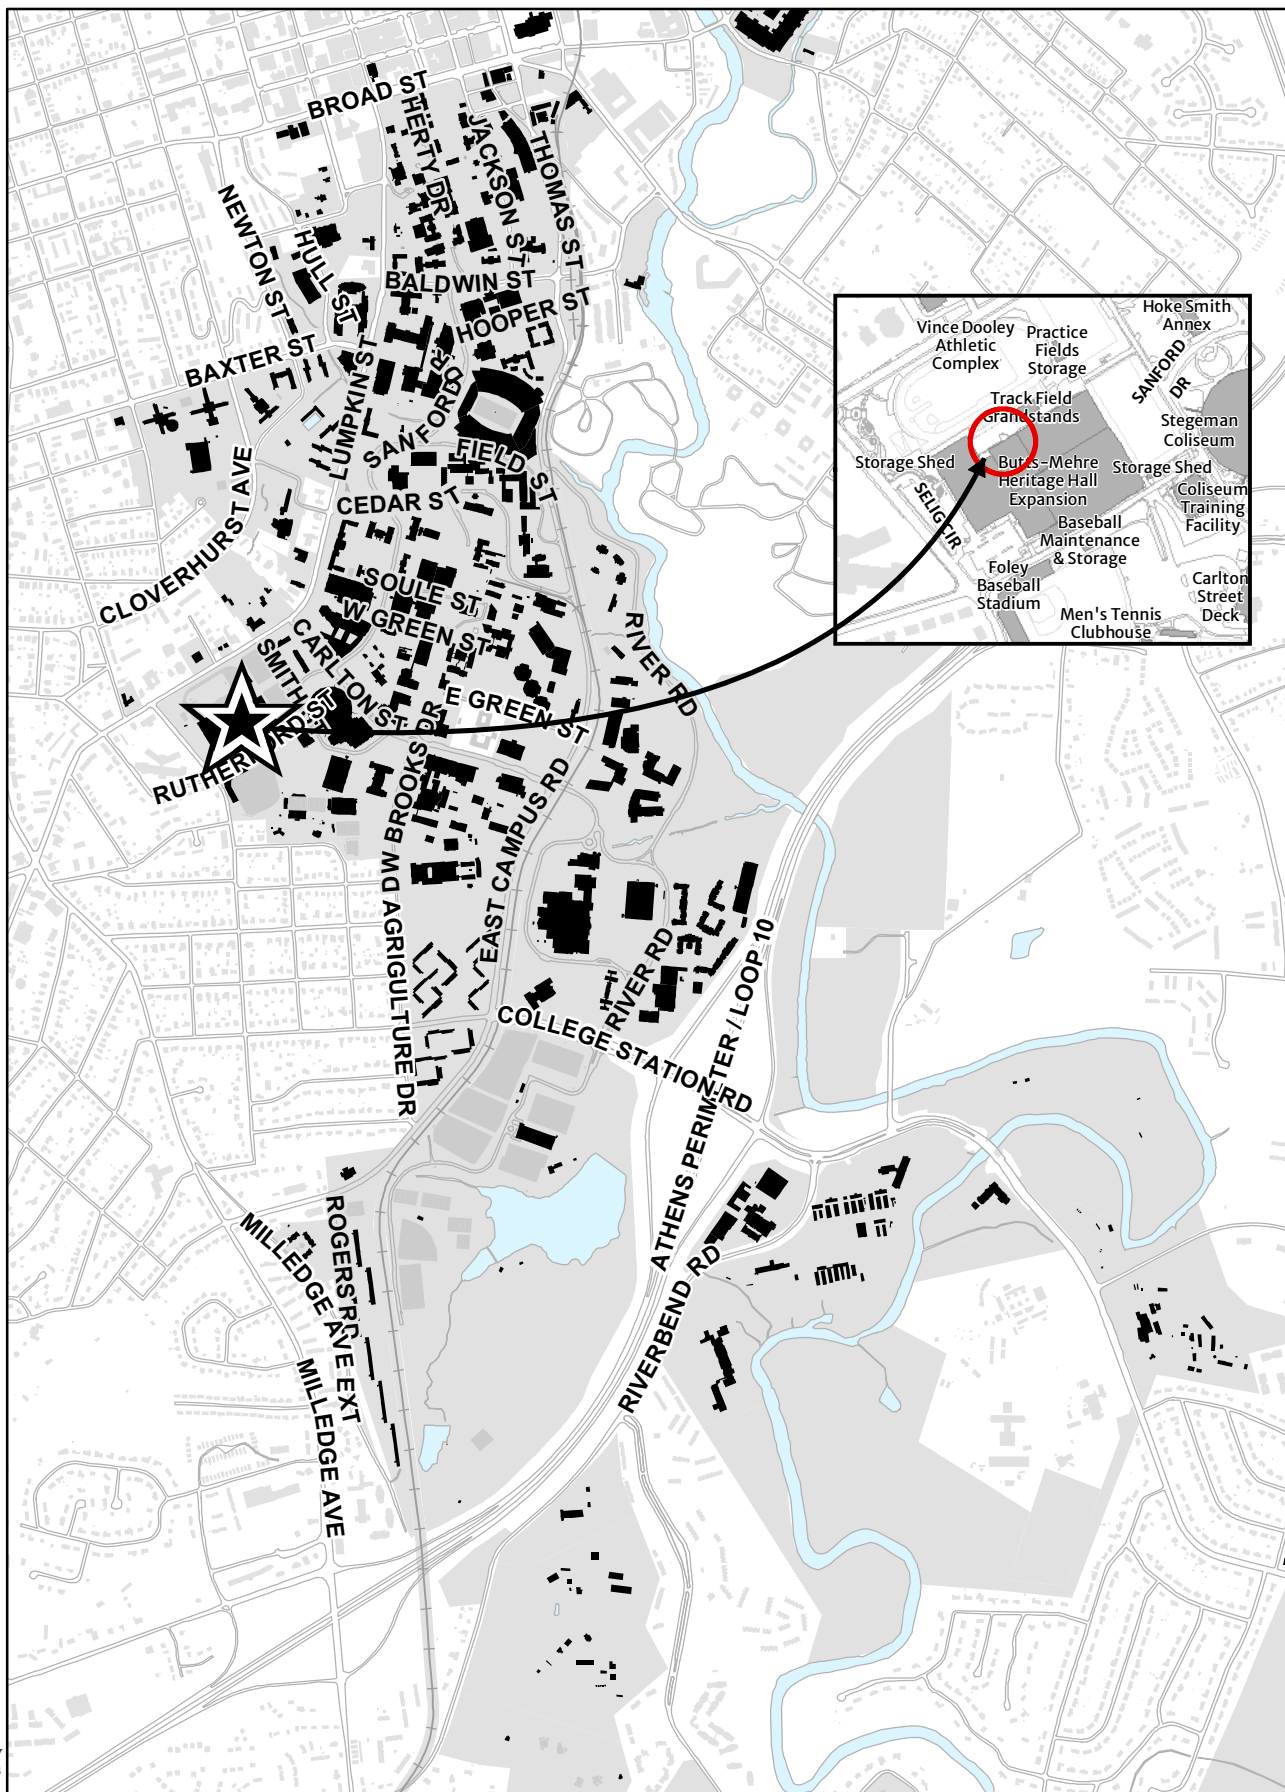 BROAD ST
HERTY DR
JACKSON ST
THOMAS ST
NEWTON ST
HULL ST
BALDWIN ST
HOOPER ST
BAXTER ST
LUMPKIN ST
SANFORD DR
FIELD ST
CEDAR ST
CLOVERHURST AVE
SOULE ST
W GREEN ST
CARLTON ST
SMITH ST
RUTHERFORD ST
E GREEN ST
RIVER RD
DW BROOKS DR
EAST CAMPUS RD
AGRIGULTURE DR
RIVER RD
COLLEGE STATION RD
ATHENS PERIMETER / LOOP 10
ROGERS RD
MILLEDGE AVE EXT
MILLEDGE AVE
RIVERBEND RD
Hoke Smith
Annex
Vince Dooley
Athletic
Complex
Practice
Fields
Storage
SANFORD
DR
Track Field
Grandstands
Stegeman
Coliseum
Storage Shed
Butts-Mehre
Heritage Hall
Expansion
Storage Shed
SELIG CIR
Coliseum
Training
Facility
Baseball
Maintenance
& Storage
Foley
Baseball
Stadium
Carlton
Street
Deck
Men's Tennis
Clubhouse